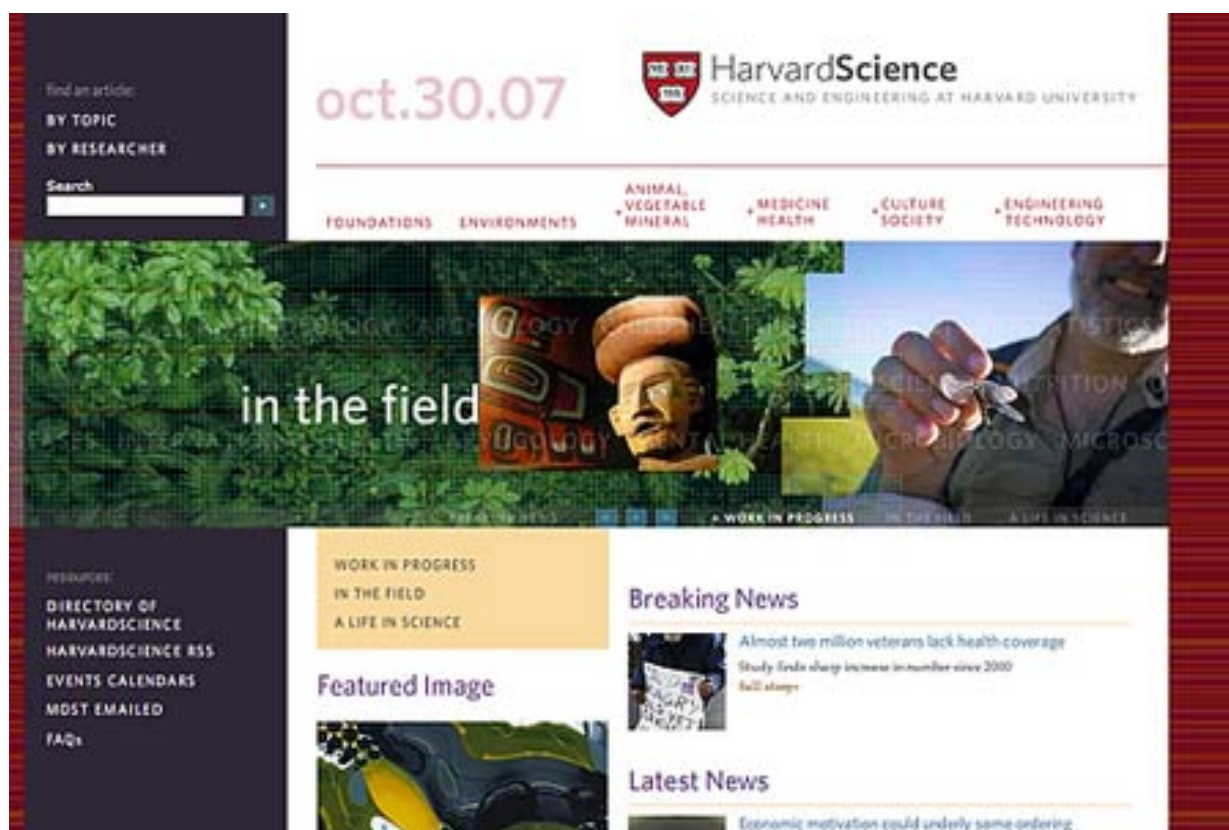 find an article:
BY TOPIC
BY RESEARCHER
Search
oct.30.07
HarvardScience
SCIENCE AND ENGINEERING AT HARVARD UNIVERSITY
FOUNDATIONS
ENVIRONMENTS
ANIMAL,
VEGETABLE
MINERAL
MEDICINE
HEALTH
CULTURE
SOCIETY
ENGINEERING
TECHNOLOGY
in the field
WORK IN PROGRESS
IN THE FIELD
A LIFE IN SCIENCE
resources:
DIRECTORY OF
HARVARDSCIENCE
HARVARDSCIENCE RSS
EVENTS CALENDARS
MOST EMAILED
FAQs
WORK IN PROGRESS
IN THE FIELD
A LIFE IN SCIENCE
Featured Image
Breaking News
Almost two million veterans lack health coverage
Study finds sharp increase in number since 2000
full story
Latest News
Economic motivation could underly some ordering